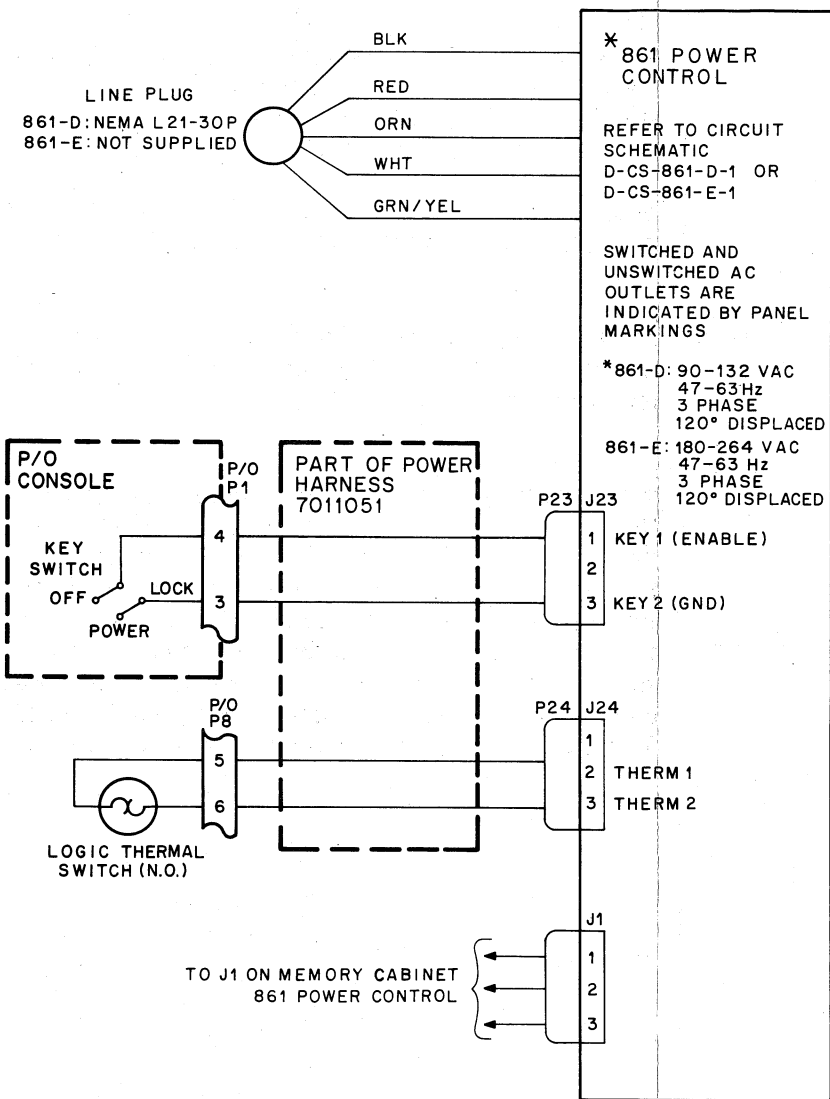 BLK
RED
ORN
WHT
GRN/YEL
LINE PLUG
861-D: NEMA L21-30P
861-E: NOT SUPPLIED
* 861 POWER
CONTROL
REFER TO CIRCUIT
SCHEMATIC
D-CS-861-D-1 OR
D-CS-861-E-1
SWITCHED AND
UNSWITCHED AC
OUTLETS ARE
INDICATED BY PANEL
MARKINGS
*861-D: 90-132 VAC
47-63 Hz
3 PHASE
120° DISPLACED
861-E: 180-264 VAC
47-63 Hz
3 PHASE
120° DISPLACED
P/O
CONSOLE
P/O
P1
PART OF POWER
HARNESS
7011051
P23 J23
4
1 KEY 1 (ENABLE)
KEY
SWITCH
2
OFF
LOCK
3
3 KEY 2 (GND)
POWER
P/O
P8
P24 J24
1
5
2 THERM 1
6
3 THERM 2
LOGIC THERMAL
SWITCH (N.O.)
J1
1
TO J1 ON MEMORY CABINET
861 POWER CONTROL
2
3